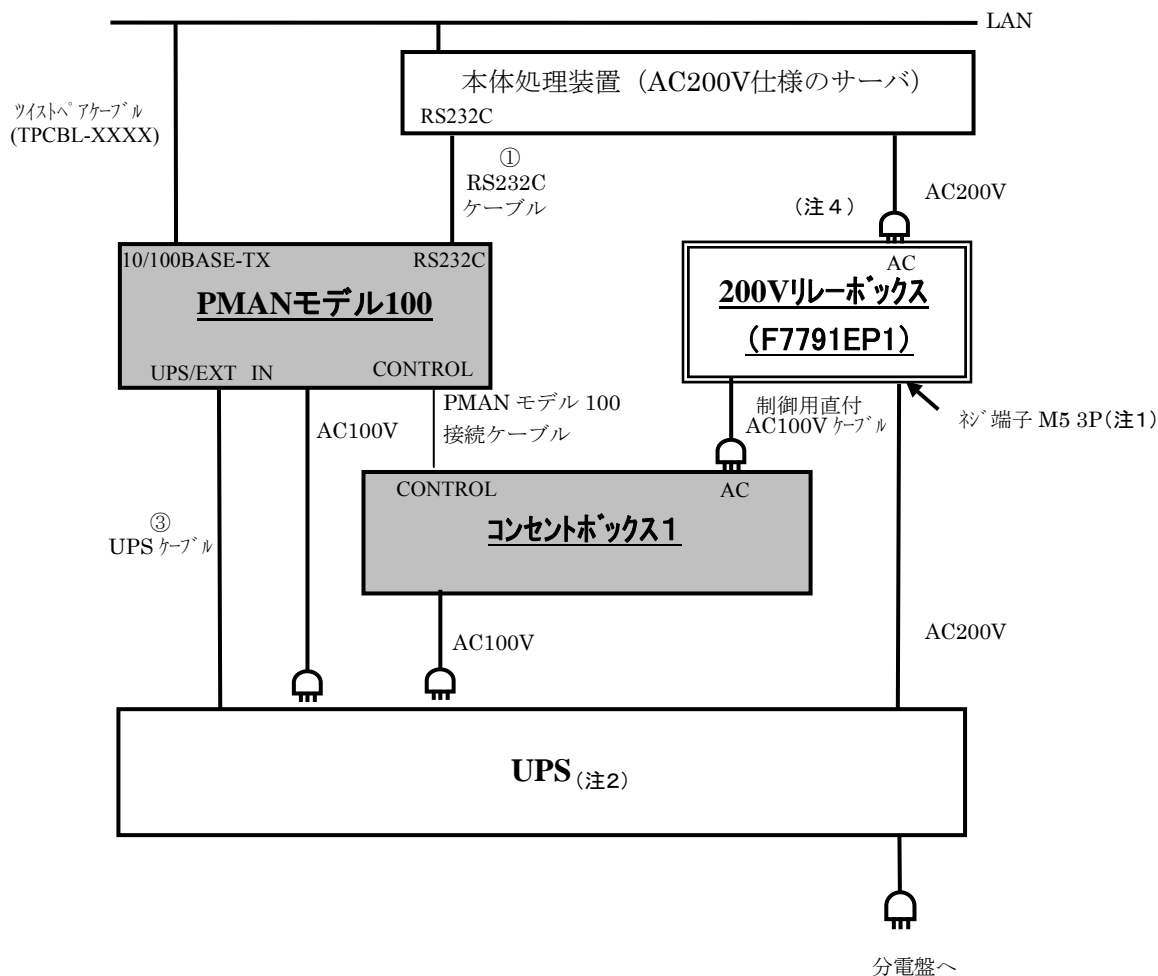 LAN
本体処理装置（AC200V仕様のサーバ）
RS232C
ﾂｲｽﾄﾍﾟｱｹｰﾌﾞﾙ
(TPCBL-XXXX)
①
RS232C
ケーブル
AC200V
（注４）
10/100BASE-TX
RS232C
PMANモデル100
UPS/EXT IN
CONTROL
AC
200Vﾘﾚｰﾎﾞｯｸｽ
（F7791EP1）
AC100V
PMAN モデル 100
接続ケーブル
制御用直付
AC100V ｹｰﾌﾞﾙ
ﾈｼﾞ端子 M5 3P(注１)
CONTROL
AC
ｺﾝｾﾝﾄﾎﾞｯｸｽ１
③
UPS ｹｰﾌﾞﾙ
AC100V
AC200V
UPS（注２）
分電盤へ